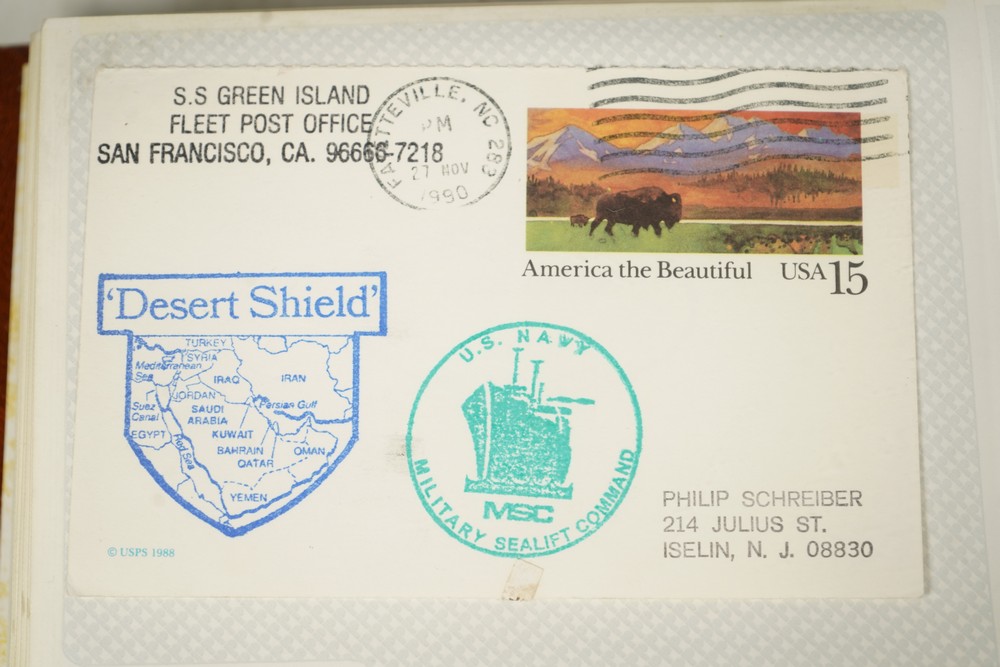 S.S GREEN ISLAND
FLEET POST OFFICE
SAN FRANCISCO, CA. 96666-7218
FAYETTEVILLE, NC 283
PM
27 NOV
1990
America the Beautiful USA 15
'Desert Shield'
TURKEY
SYRIA
Mediterranean
Sea
IRAQ
IRAN
JORDAN
Suez
Canal
SAUDI
ARABIA
Persian Gulf
EGYPT
Red Sea
KUWAIT
BAHRAIN
QATAR
OMAN
YEMEN
© USPS 1988
U.S. NAVY
MSC
MILITARY SEALIFT COMMAND
PHILIP SCHREIBER
214 JULIUS ST.
ISELIN, N. J. 08830